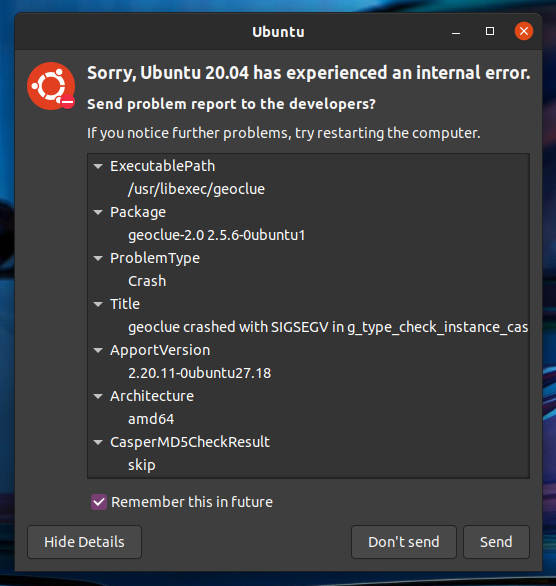 Ubuntu
Sorry, Ubuntu 20.04 has experienced an internal error.
Send problem report to the developers?
If you notice further problems, try restarting the computer.
ExecutablePath
/usr/libexec/geoclue
Package
geoclue-2.0 2.5.6-0ubuntu1
ProblemType
Crash
Title
geoclue crashed with SIGSEGV in g_type_check_instance_cas
ApportVersion
2.20.11-0ubuntu27.18
Architecture
amd64
CasperMD5CheckResult
skip
Remember this in future
Hide Details Don't send Send